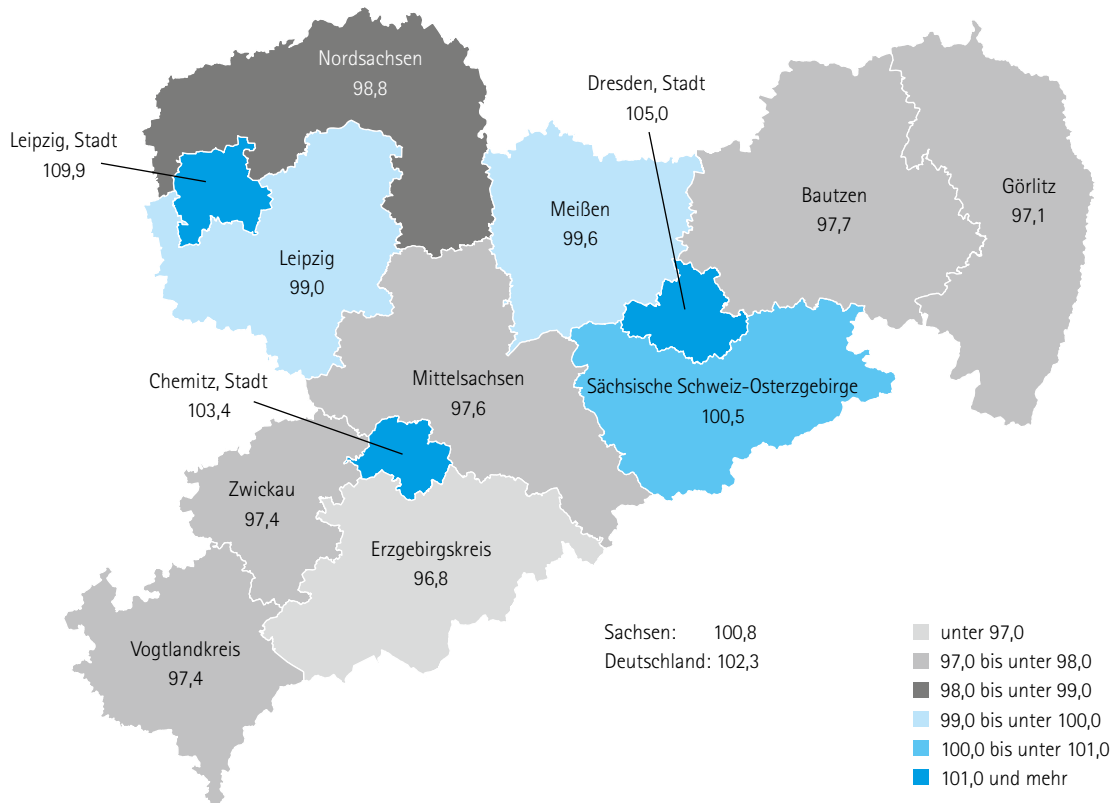 Nordsachsen
98,8
Dresden, Stadt
105,0
Leipzig, Stadt
109,9
Bautzen
97,7
Görlitz
97,1
Meißen
99,6
Leipzig
99,0
Chemitz, Stadt
103,4
Mittelsachsen
97,6
Sächsische Schweiz-Osterzgebirge
100,5
Zwickau
97,4
Erzgebirgskreis
96,8
Vogtlandkreis
97,4
Sachsen: 100,8
Deutschland: 102,3
unter 97,0
97,0 bis unter 98,0
98,0 bis unter 99,0
99,0 bis unter 100,0
100,0 bis unter 101,0
101,0 und mehr